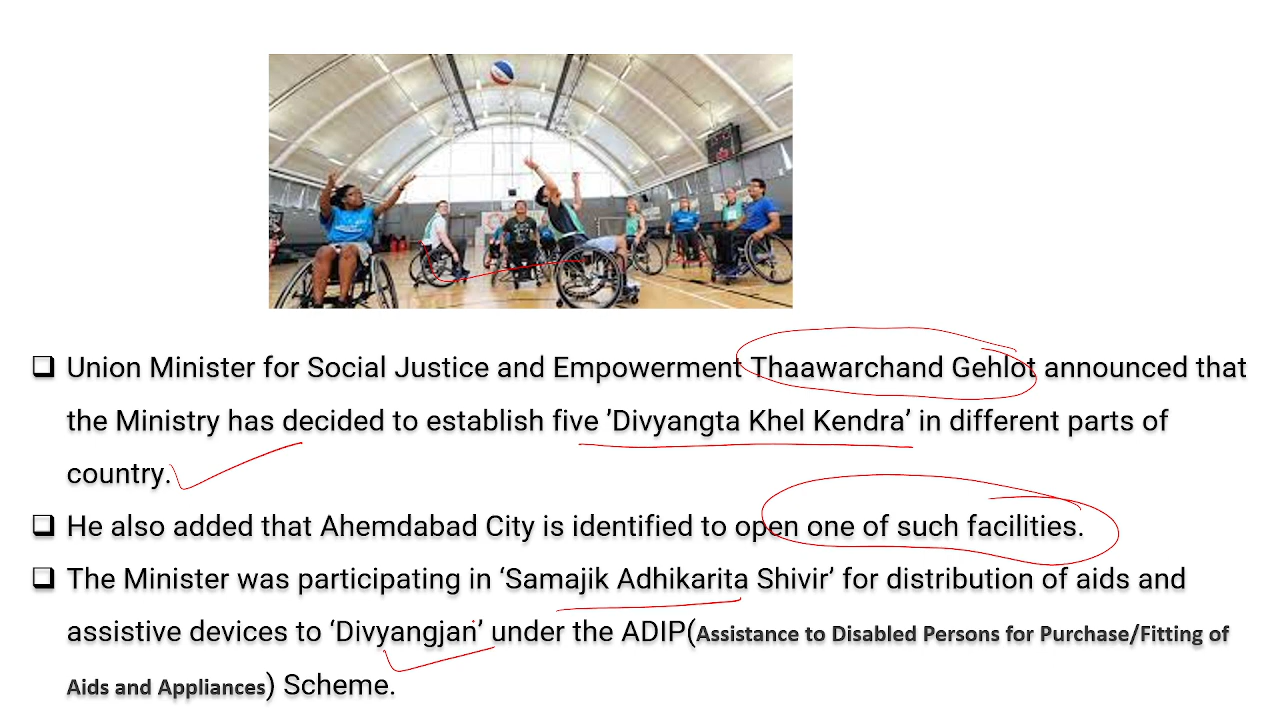 ❑ Union Minister for Social Justice and Empowerment Thaawarchand Gehlot announced that
the Ministry has decided to establish five ’Divyangta Khel Kendra’ in different parts of
country.
❑ He also added that Ahemdabad City is identified to open one of such facilities.
❑ The Minister was participating in ‘Samajik Adhikarita Shivir’ for distribution of aids and
assistive devices to ‘Divyangjan’ under the ADIP(Assistance to Disabled Persons for Purchase/Fitting of
Aids and Appliances) Scheme.